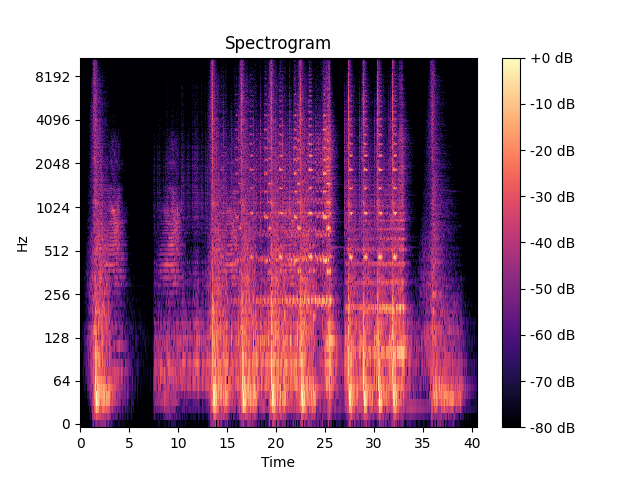 Spectrogram
8192
4096
2048
1024
512
256
128
64
0
Hz
0 5 10 15 20 25 30 35 40
Time
+0 dB
-10 dB
-20 dB
-30 dB
-40 dB
-50 dB
-60 dB
-70 dB
-80 dB